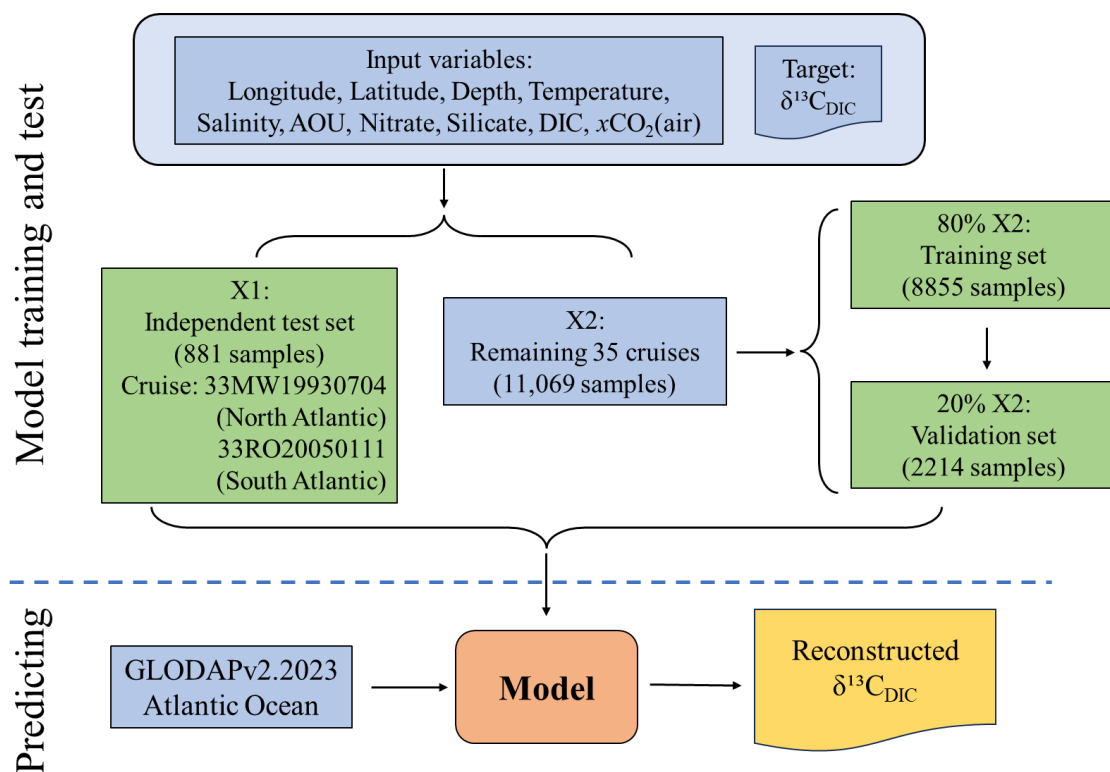 Model training and test
Input variables:
Longitude, Latitude, Depth, Temperature,
Salinity, AOU, Nitrate, Silicate, DIC, xCO₂(air)
Target:
δ¹³C_DIC
X1:
Independent test set
(881 samples)
Cruise: 33MW19930704
(North Atlantic)
33RO20050111
(South Atlantic)
X2:
Remaining 35 cruises
(11,069 samples)
80% X2:
Training set
(8855 samples)
20% X2:
Validation set
(2214 samples)
Predicting
GLODAPv2.2023
Atlantic Ocean
Model
Reconstructed
δ¹³C_DIC